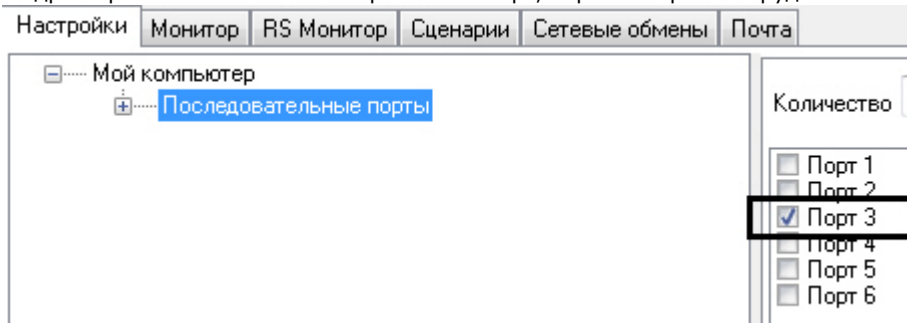 Настройки Монитор RS Монитор Сценарии Сетевые обмены Почта
Мой компьютер
Последовательные порты
Количество
Порт 1
Порт 2
Порт 3
Порт 4
Порт 5
Порт 6